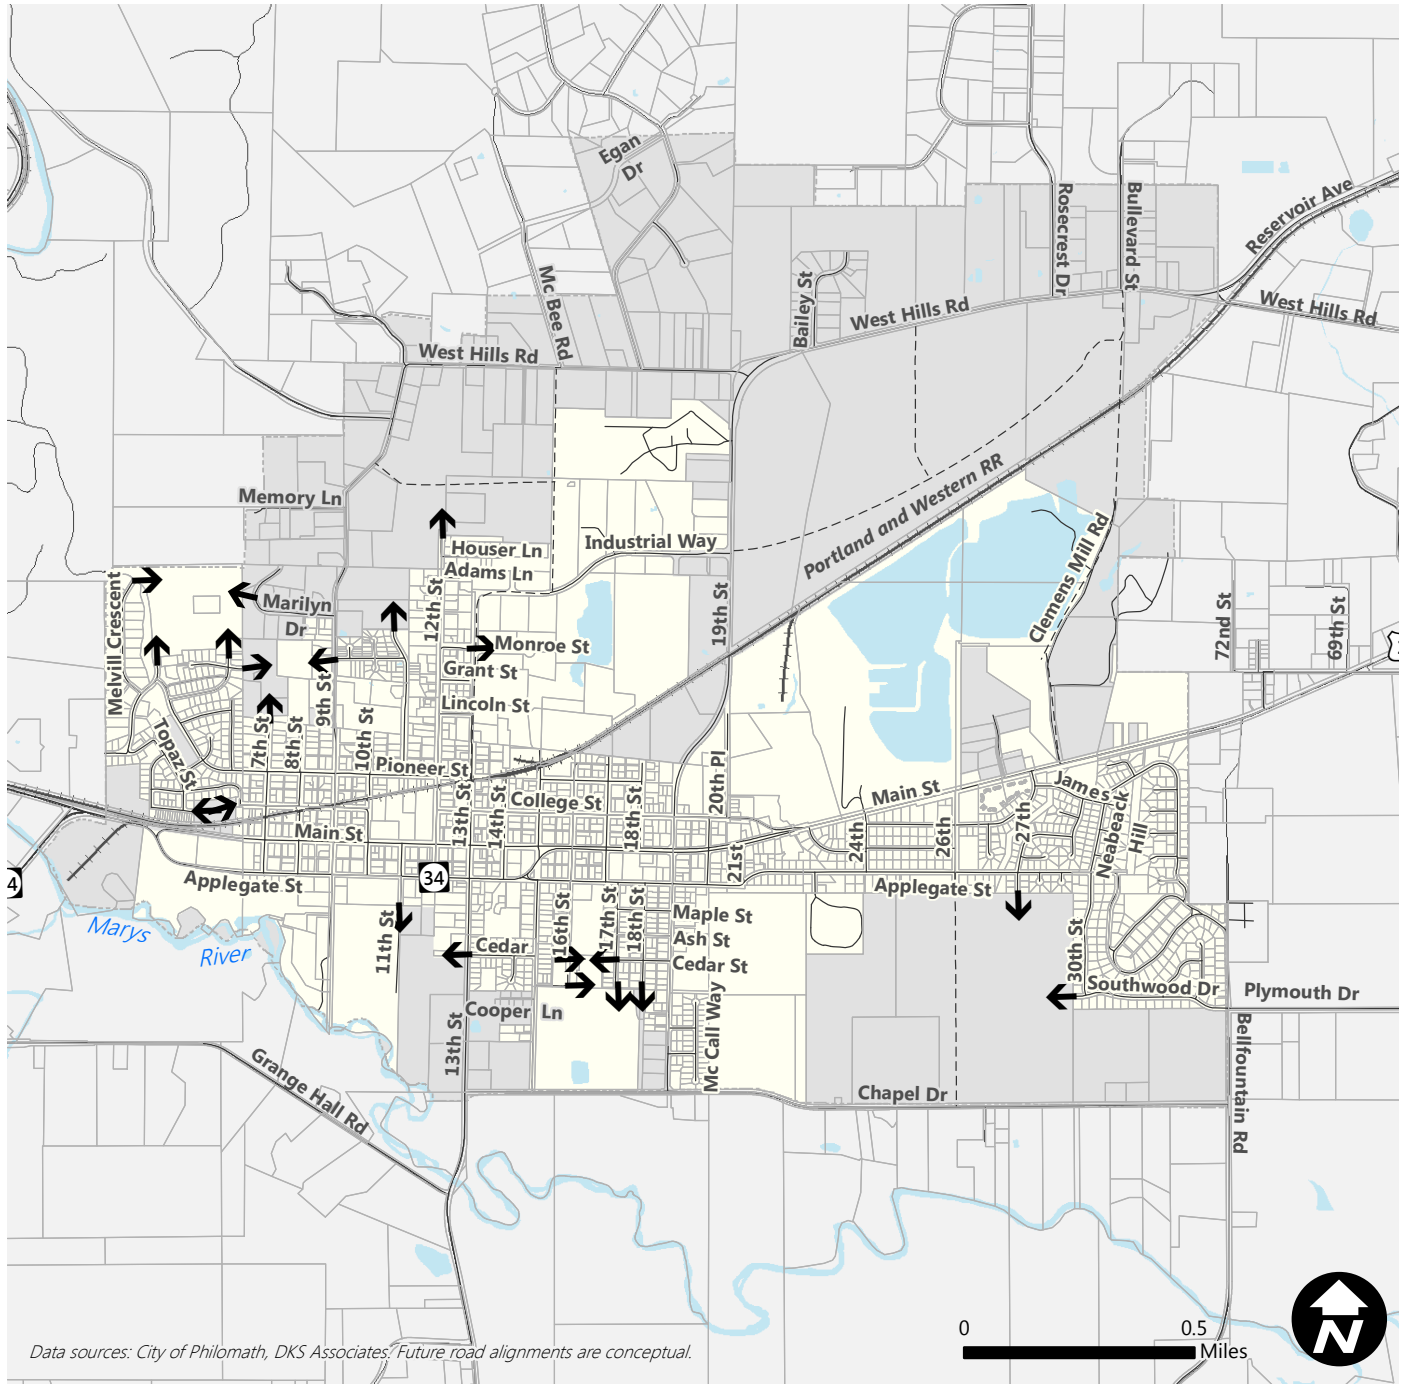 Egan
Dr
Rosecrest Dr
Bullevard St
Reservoir Ave
Mc Bee Rd
Bailey St
West Hills Rd
West Hills Rd
West Hills Rd
Memory Ln
Portland and Western RR
Houser Ln
Industrial Way
Adams Ln
Clemens Mill Rd
Melvill Crescent
Marilyn
Dr
12th St
19th St
72nd St
69th St
Monroe St
Grant St
Lincoln St
9th St
Topaz St
7th St
8th St
10th St
Pioneer St
20th Pl
James
College St
13th St
14th St
18th St
Main St
Main St
24th
26th
27th
Neabeack
Hill
21st
34
4
Applegate St
Applegate St
Marys
River
11th St
Cedar
16th St
17th St
18th St
Maple St
Ash St
Cedar St
30th St
Southwood Dr
Plymouth Dr
Cooper Ln
13th St
Mc Call Way
Grange Hall Rd
Chapel Dr
Bellfountain Rd
0
0.5
Miles
N
Data sources: City of Philomath, DKS Associates. Future road alignments are conceptual.